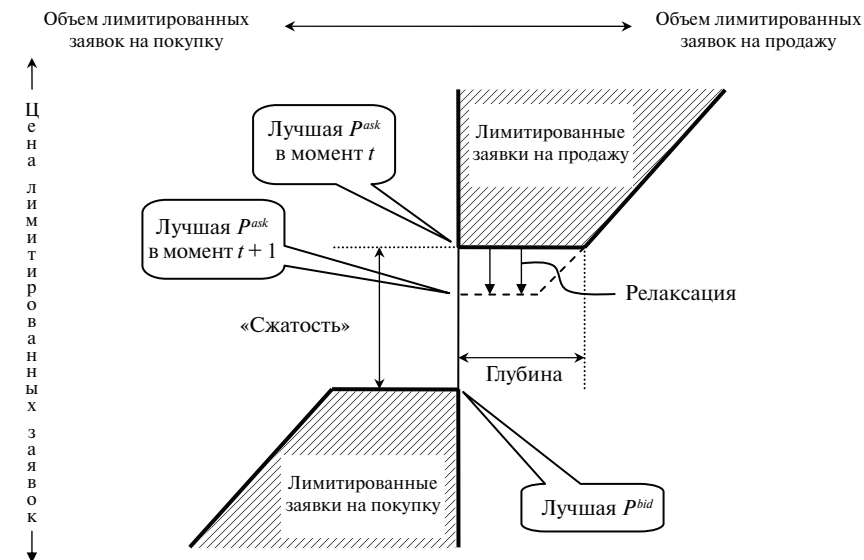 Объем лимитированных
заявок на покупку
Объем лимитированных
заявок на продажу
Цена лимитированных заявок
Лучшая P^ask
в момент t
Лимитированные
заявки на продажу
Лучшая P^ask
в момент t + 1
Релаксация
«Сжатость»
Глубина
Лимитированные
заявки на покупку
Лучшая P^bid